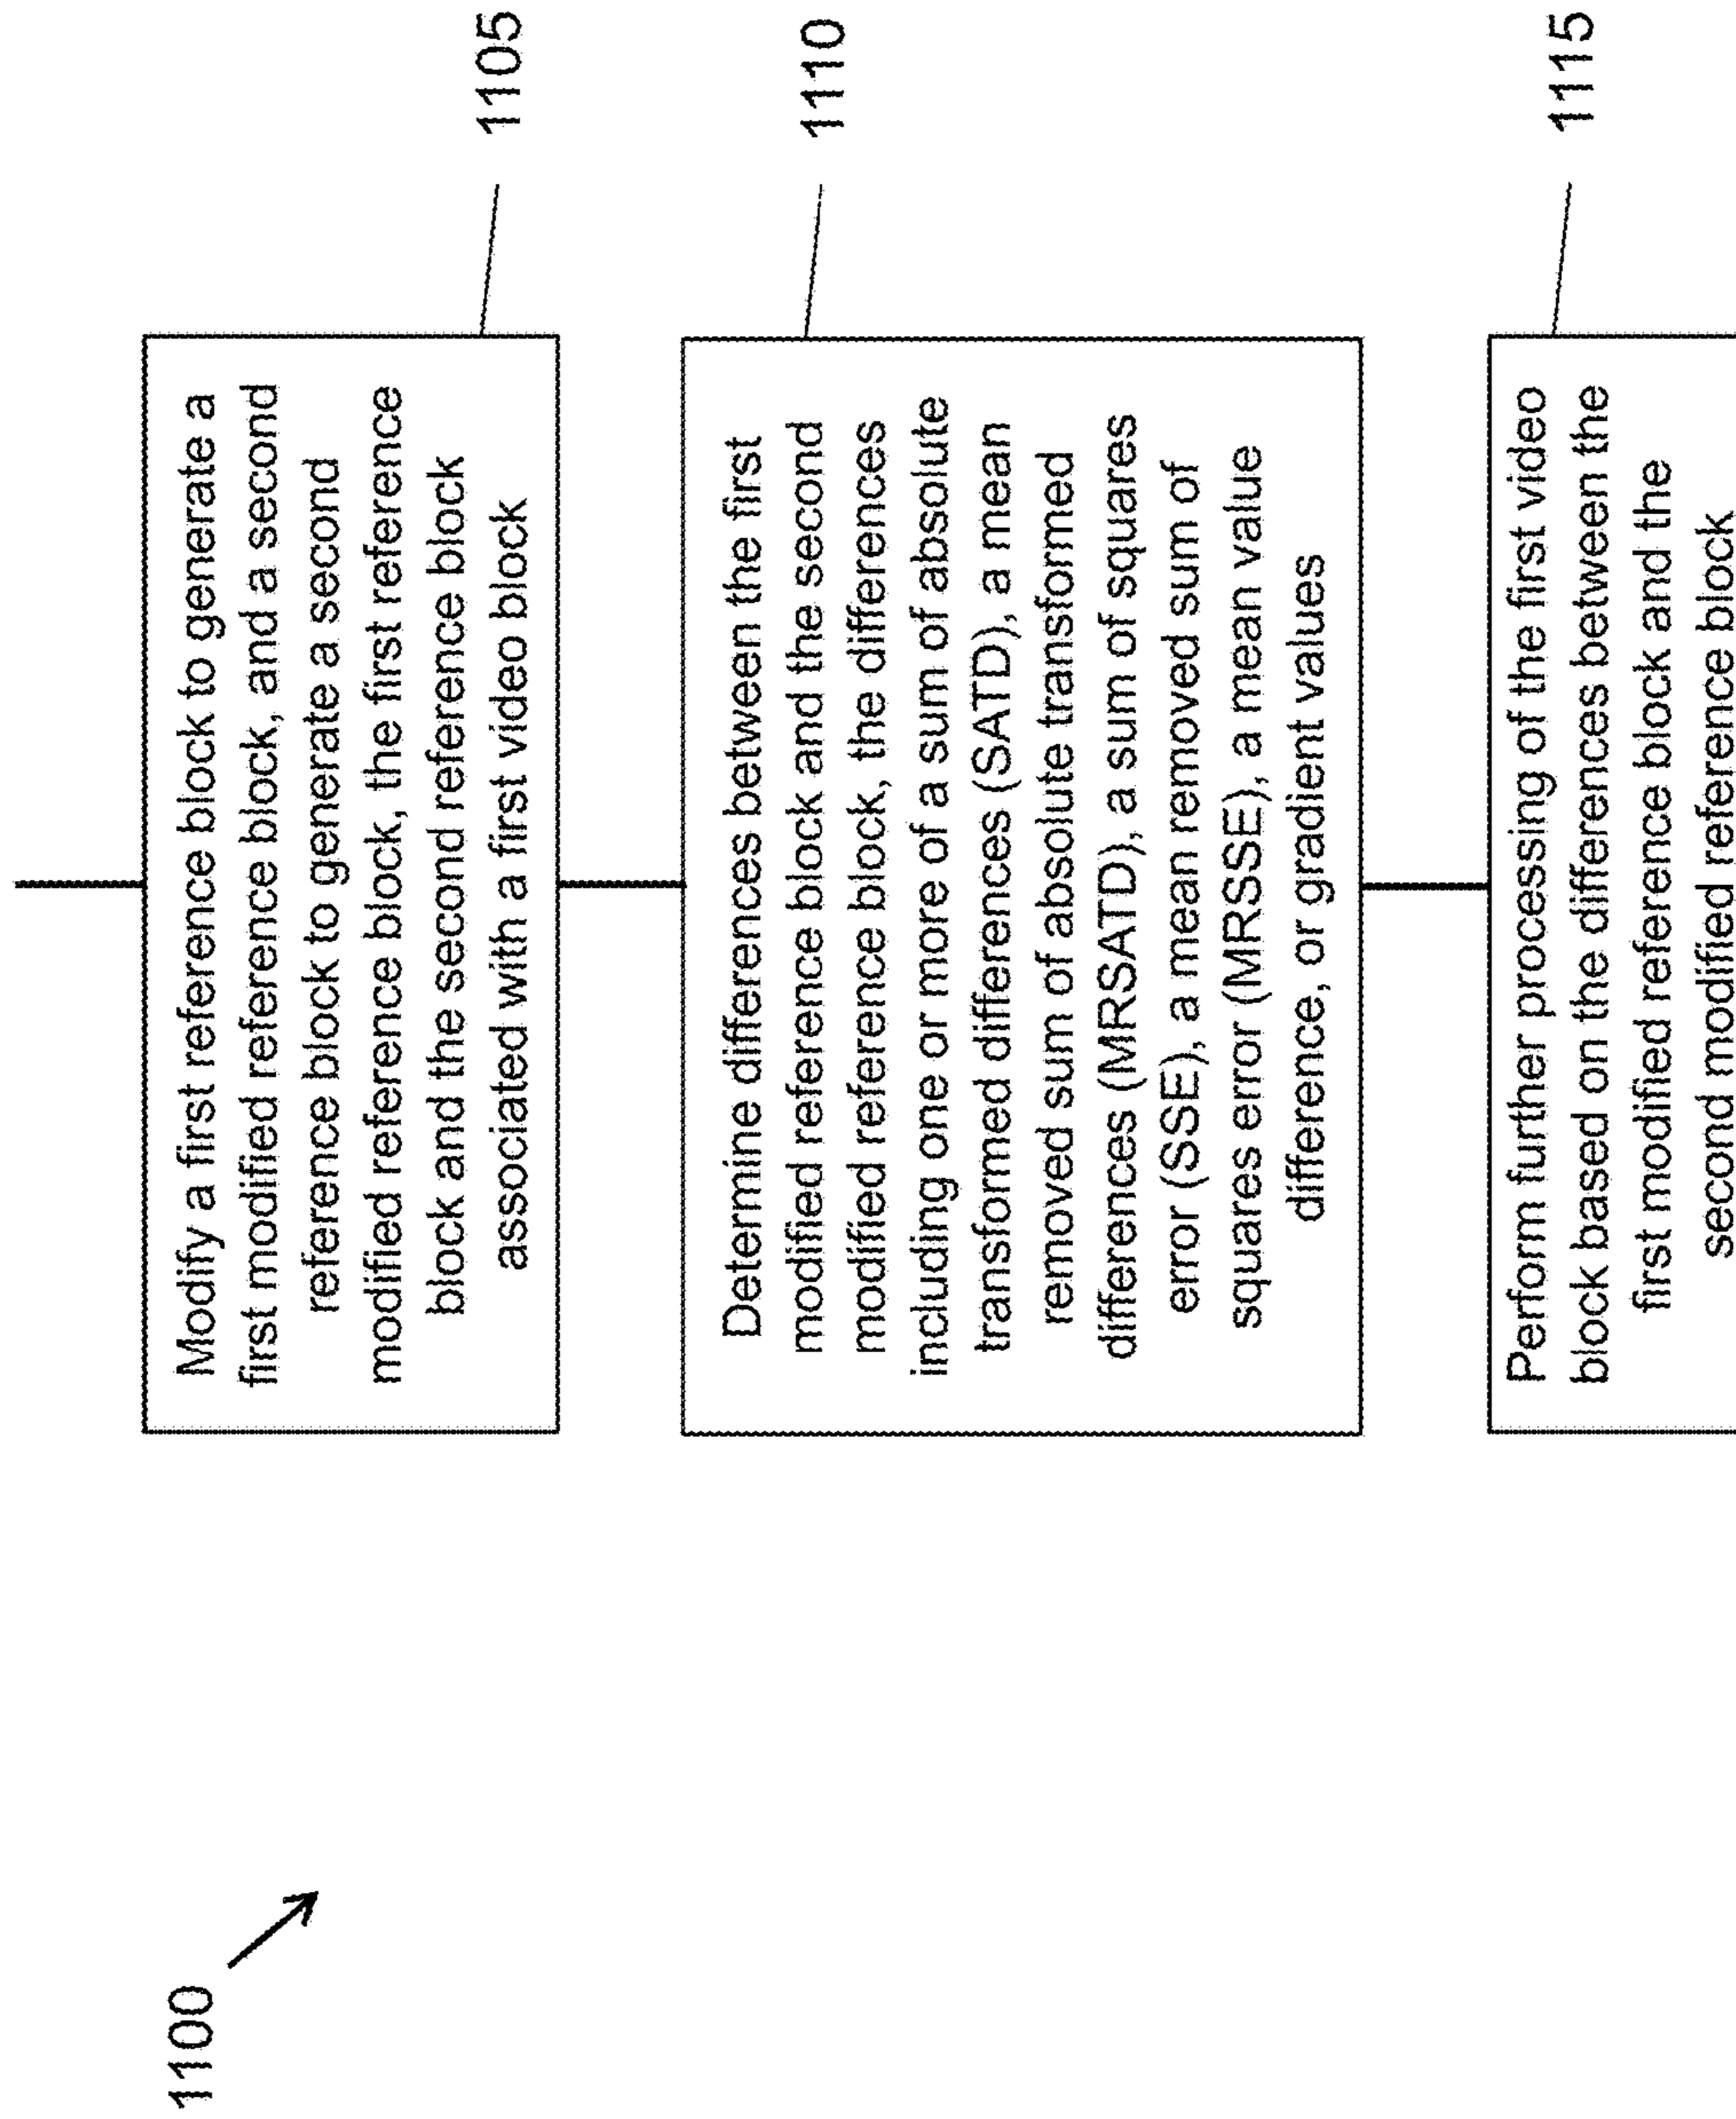 1100
Modify a first reference block to generate a
first modified reference block, and a second
reference block to generate a second
modified reference block, the first reference
block and the second reference block
associated with a first video block
1105
Determine differences between the first
modified reference block and the second
modified reference block, the differences
including one or more of a sum of absolute
transformed differences (SATD), a mean
removed sum of absolute transformed
differences (MRSATD), a sum of squares
error (SSE), a mean removed sum of
squares error (MRSSE), a mean value
difference, or gradient values
1110
Perform further processing of the first video
block based on the differences between the
first modified reference block and the
second modified reference block
1115